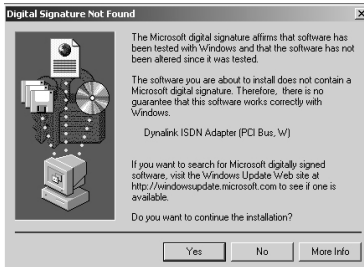 Digital Signature Not Found
The Microsoft digital signature affirms that software has
been tested with Windows and that the software has not
been altered since it was tested.
The software you are about to install does not contain a
Microsoft digital signature. Therefore, there is no
guarantee that this software works correctly with
Windows.
Dynalink ISDN Adapter (PCI Bus, W)
If you want to search for Microsoft digitally signed
software, visit the Windows Update Web site at
http://windowsupdate.microsoft.com to see if one is
available.
Do you want to continue the installation?
Yes No More Info